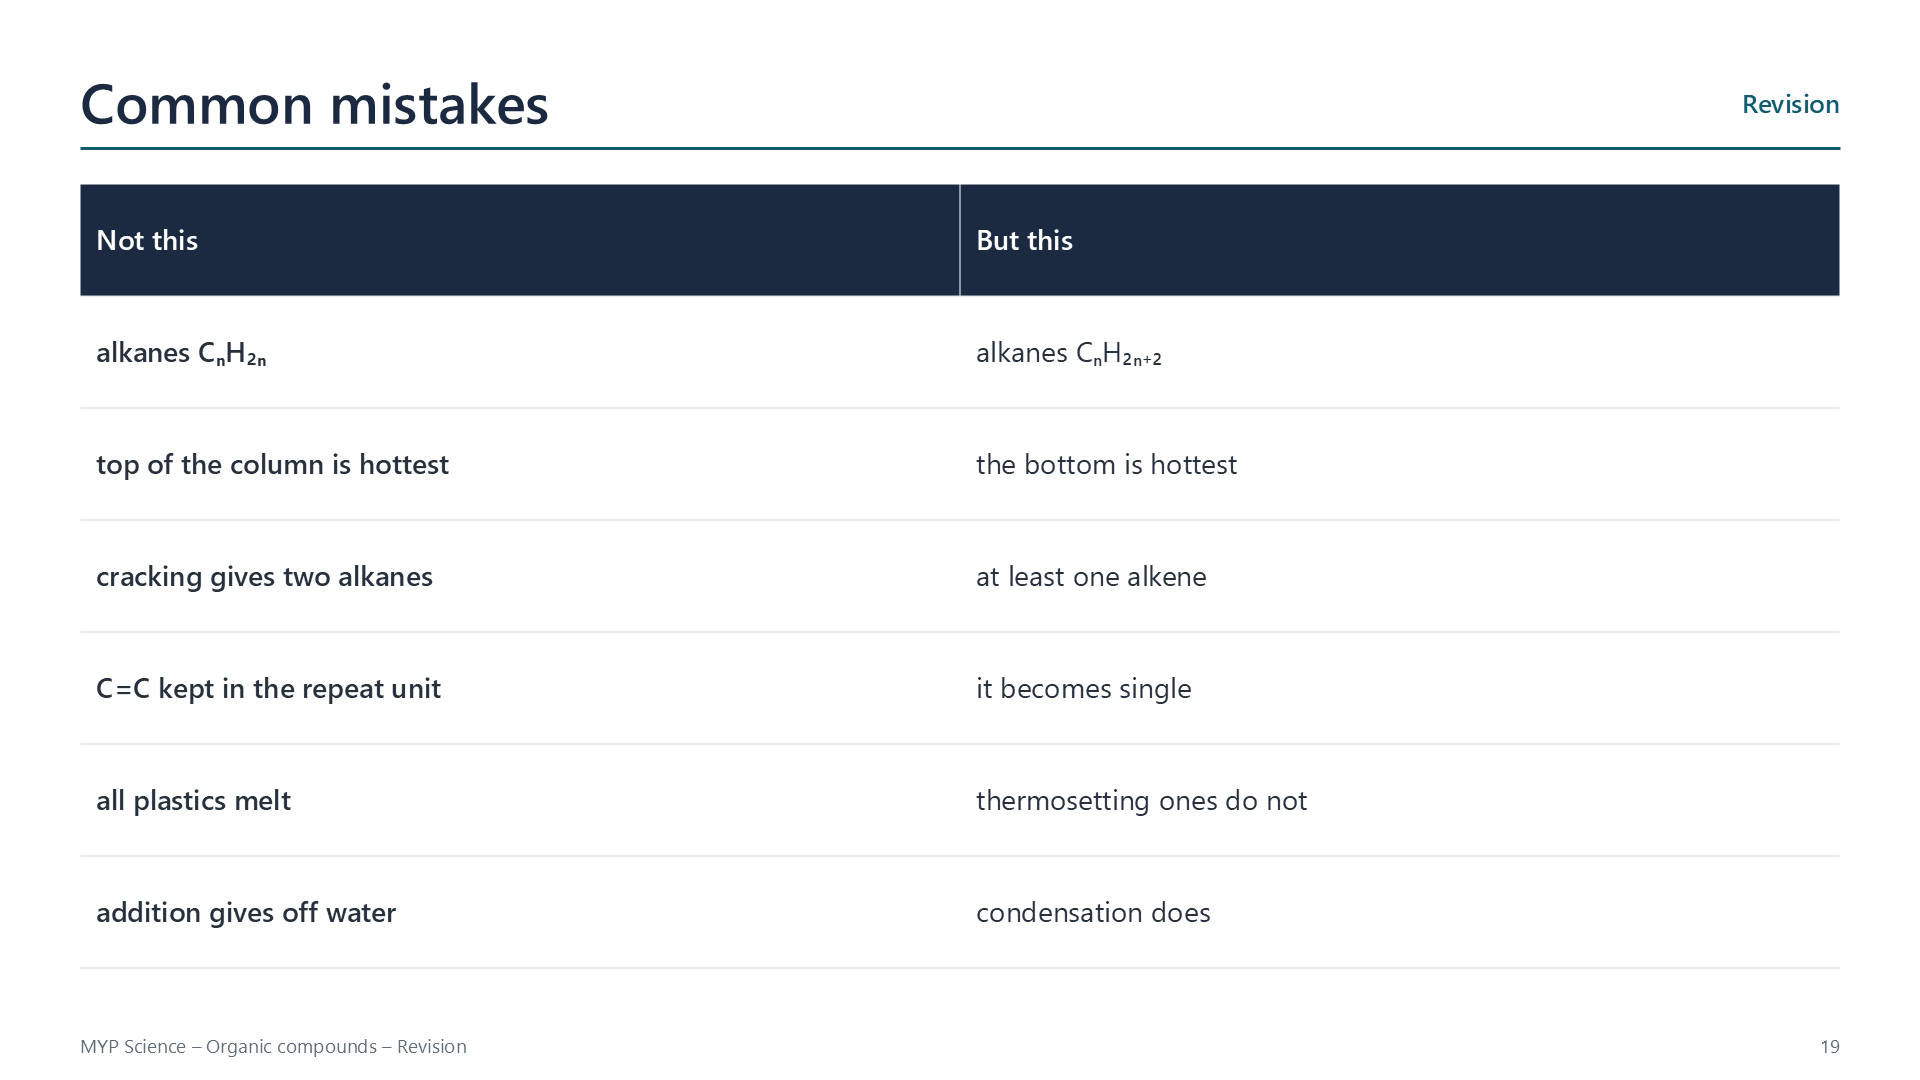 Common mistakes
Revision
Not this
But this
alkanes CₙH₂ₙ
alkanes CₙH₂ₙ₊₂
top of the column is hottest
the bottom is hottest
cracking gives two alkanes
at least one alkene
C=C kept in the repeat unit
it becomes single
all plastics melt
thermosetting ones do not
addition gives off water
condensation does
MYP Science – Organic compounds – Revision
19